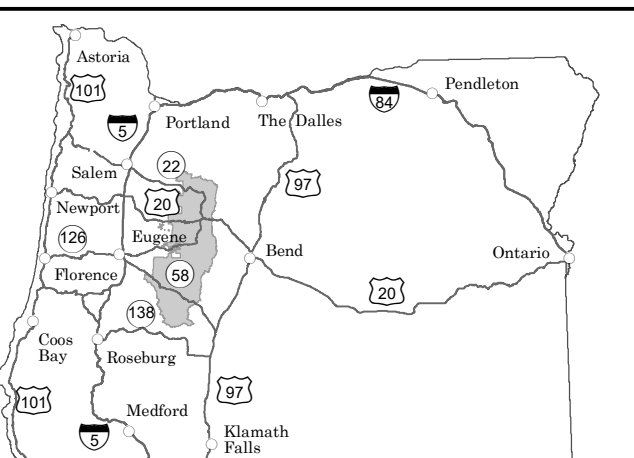 Astoria
101
Pendleton
84
5
Portland
The Dalles
22
Salem
97
20
Newport
126
Eugene
Bend
Ontario
Florence
58
20
138
Coos
Bay
Roseburg
97
101
Medford
5
Klamath
Falls